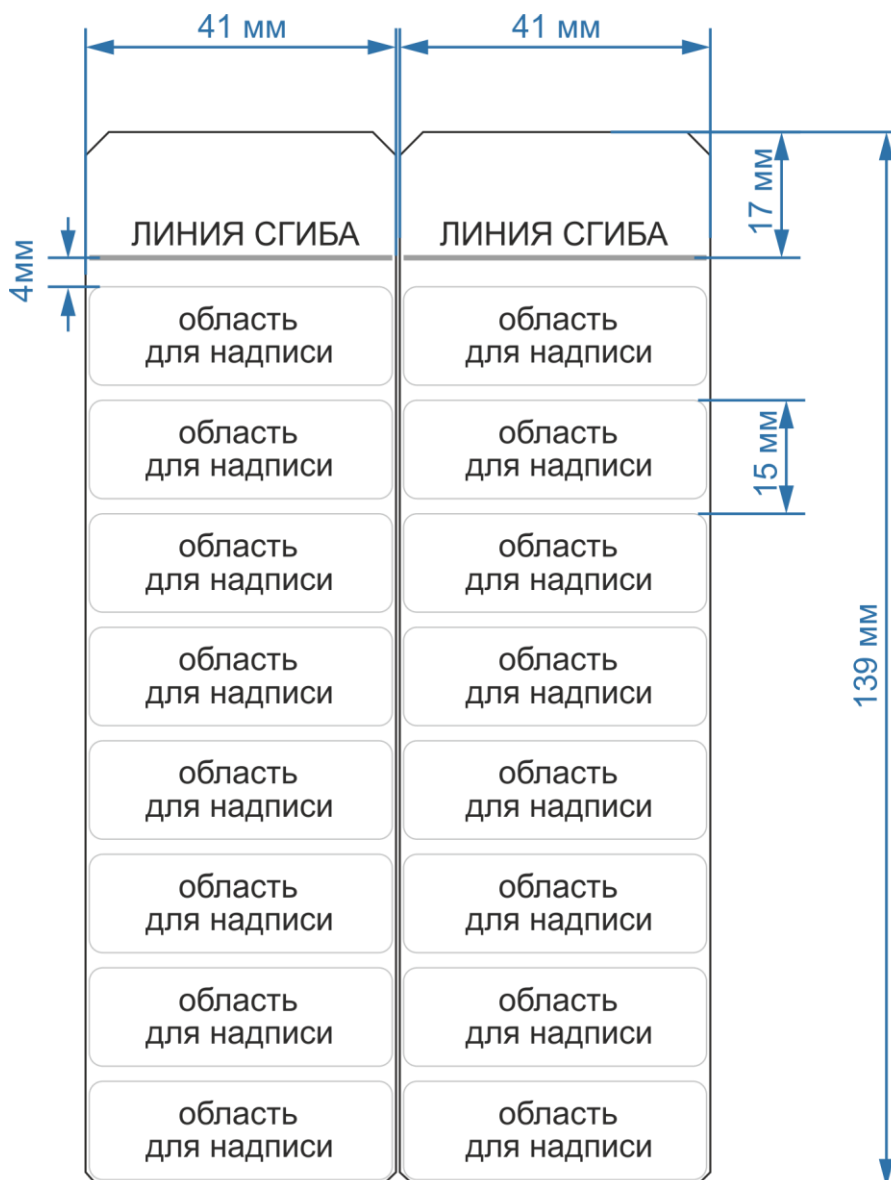 41 мм
41 мм
17 мм
ЛИНИЯ СГИБА
ЛИНИЯ СГИБА
4мм
область
для надписи
область
для надписи
область
для надписи
область
для надписи
15 мм
область
для надписи
область
для надписи
область
для надписи
область
для надписи
139 мм
область
для надписи
область
для надписи
область
для надписи
область
для надписи
область
для надписи
область
для надписи
область
для надписи
область
для надписи